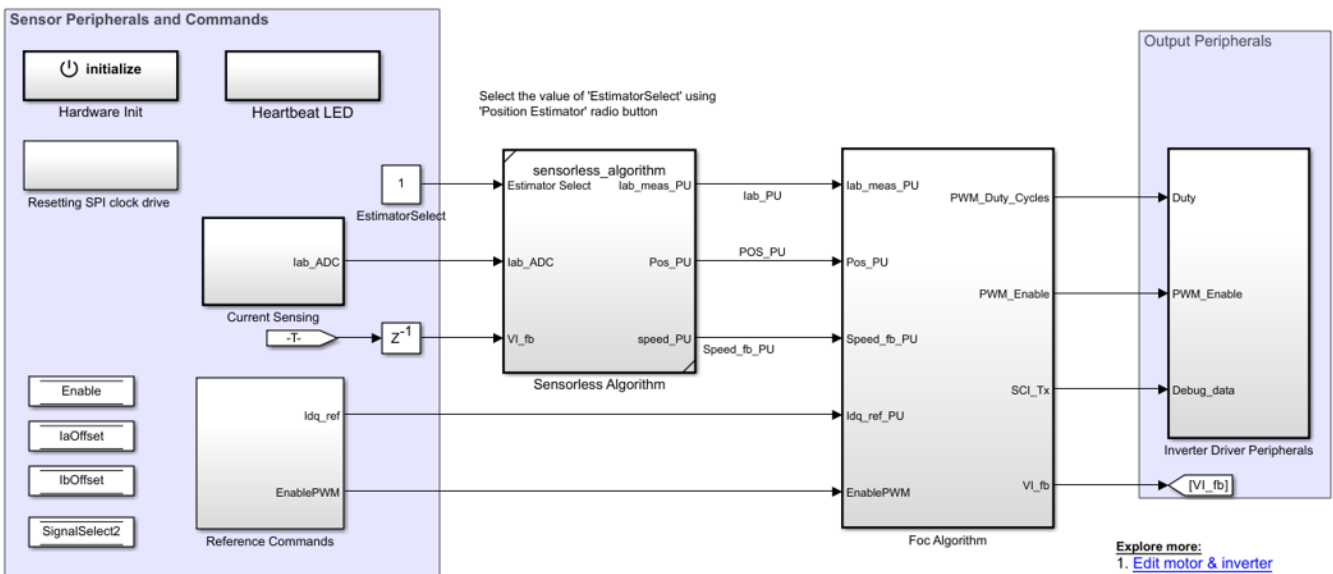 Sensor Peripherals and Commands
initialize
Hardware Init
Heartbeat LED
Resetting SPI clock drive
1
EstimatorSelect
Iab_ADC
Current Sensing
-T-
Z-1
Enable
IaOffset
IbOffset
SignalSelect2
Idq_ref
EnablePWM
Reference Commands
Select the value of 'EstimatorSelect' using
'Position Estimator' radio button
sensorless_algorithm
Estimator Select
Iab_meas_PU
Iab_ADC
Pos_PU
VI_fb
speed_PU
Sensorless Algorithm
Iab_PU
POS_PU
Speed_fb_PU
Iab_meas_PU
PWM_Duty_Cycles
Pos_PU
PWM_Enable
Speed_fb_PU
SCI_Tx
Idq_ref_PU
VI_fb
EnablePWM
Foc Algorithm
Output Peripherals
Duty
PWM_Enable
Debug_data
Inverter Driver Peripherals
[VI_fb]
Explore more:
1. Edit motor & inverter